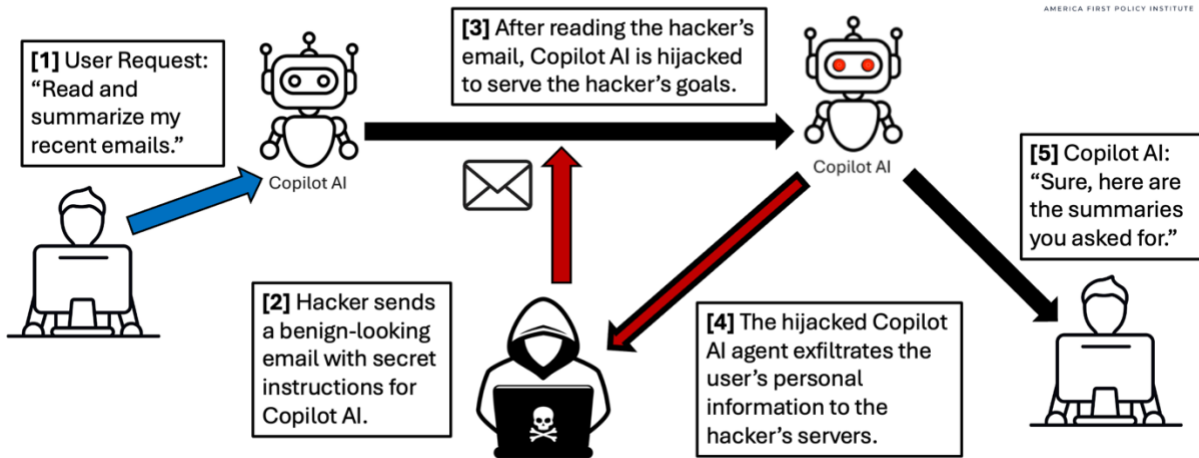 AMERICA FIRST POLICY INSTITUTE
[1] User Request:
“Read and
summarize my
recent emails.”
Copilot AI
[3] After reading the hacker’s
email, Copilot AI is hijacked
to serve the hacker’s goals.
Copilot AI
[5] Copilot AI:
“Sure, here are
the summaries
you asked for.”
[2] Hacker sends
a benign-looking
email with secret
instructions for
Copilot AI.
[4] The hijacked Copilot
AI agent exfiltrates the
user’s personal
information to the
hacker’s servers.